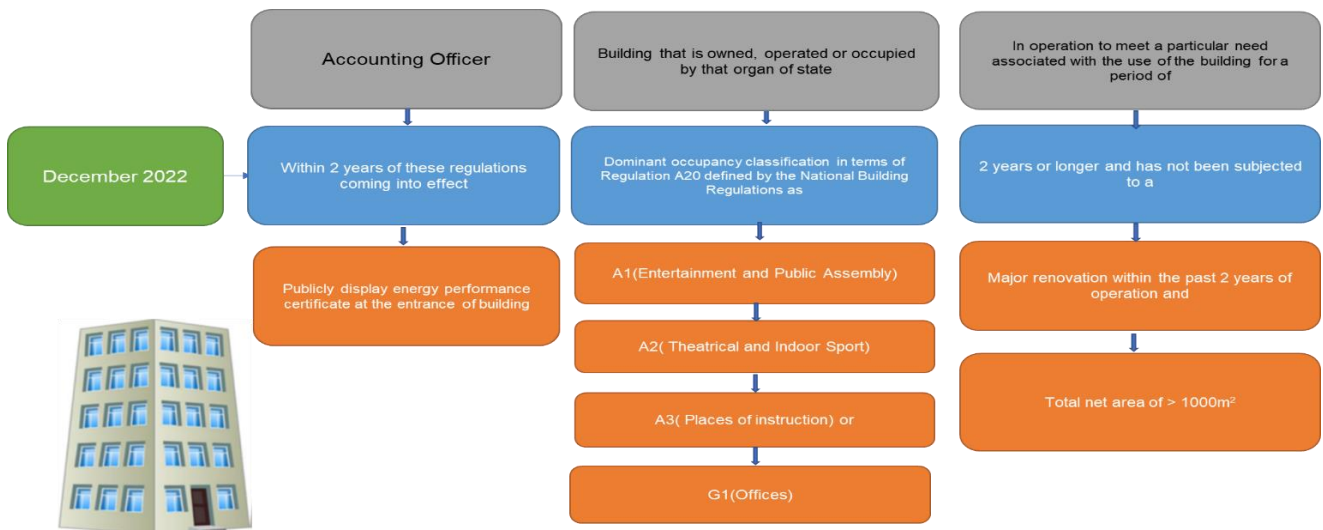 December 2022
Accounting Officer
Within 2 years of these regulations
coming into effect
Publicly display energy performance
certificate at the entrance of building
Building that is owned, operated or occupied
by that organ of state
Dominant occupancy classification in terms of
Regulation A20 defined by the National Building
Regulations as
A1(Entertainment and Public Assembly)
A2( Theatrical and Indoor Sport)
A3( Places of instruction) or
G1(Offices)
In operation to meet a particular need
associated with the use of the building for a
period of
2 years or longer and has not been subjected
to a
Major renovation within the past 2 years of
operation and
Total net area of > 1000m²